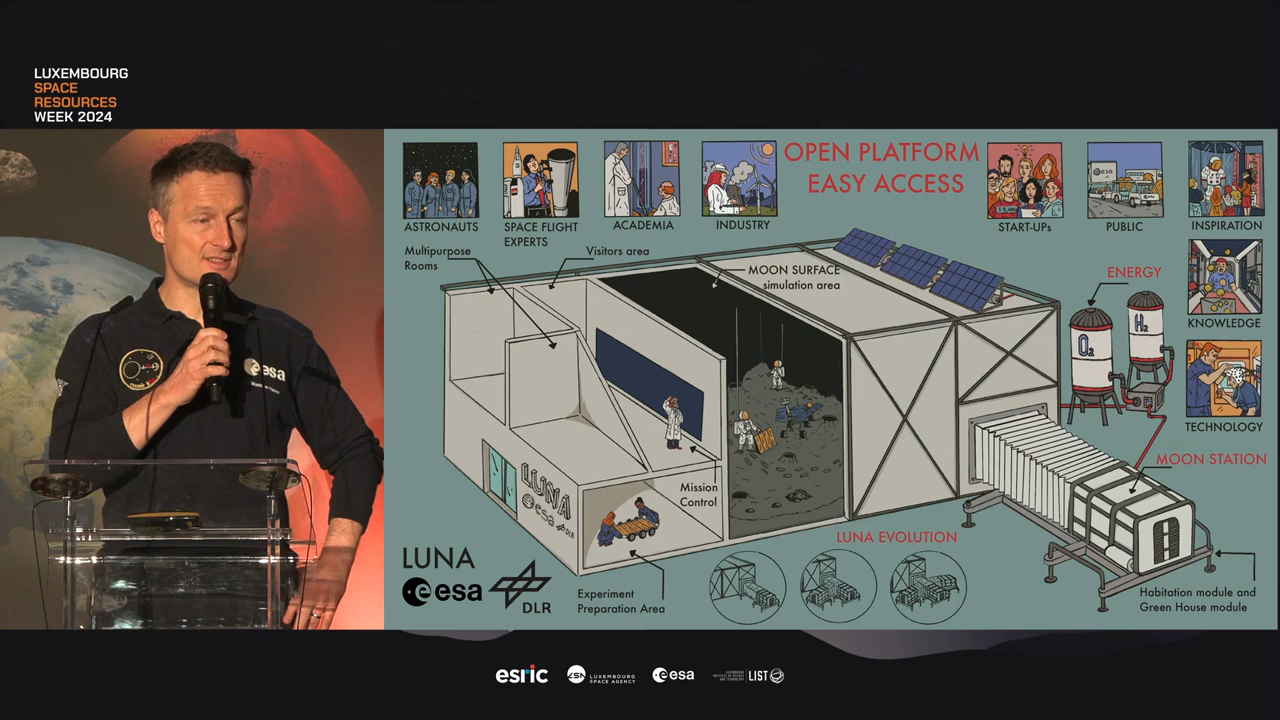 LUXEMBOURG
SPACE
RESOURCES
WEEK 2024
esa
OPEN PLATFORM
EASY ACCESS
ASTRONAUTS
SPACE FLIGHT
EXPERTS
ACADEMIA
INDUSTRY
START-UPs
PUBLIC
INSPIRATION
Multipurpose
Rooms
Visitors area
MOON SURFACE
simulation area
ENERGY
O2
H2
KNOWLEDGE
TECHNOLOGY
MOON STATION
Mission
Control
LUNA
esa
DLR
LUNA
esa
DLR
Experiment
Preparation Area
LUNA EVOLUTION
Habitation module and
Green House module
esric
LSA
LUXEMBOURG
SPACE AGENCY
esa
LIST